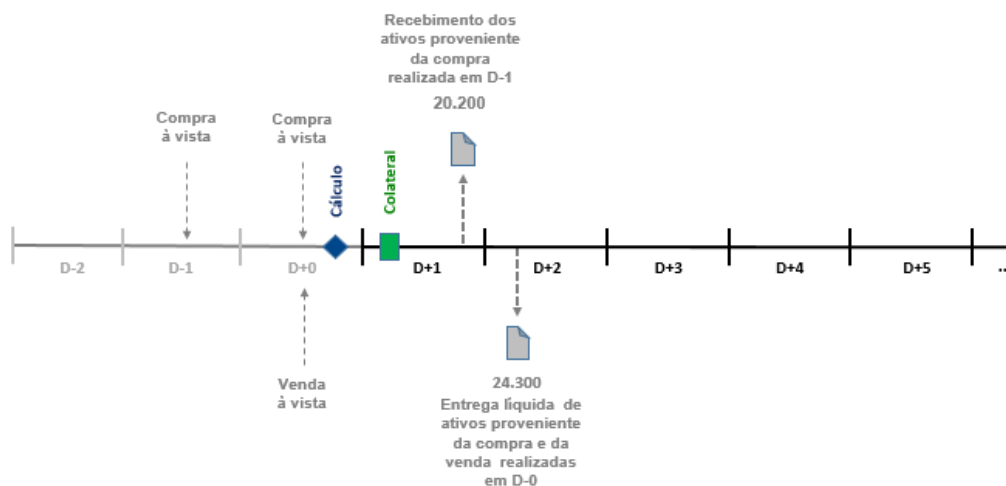 Recebimento dos
ativos proveniente
da compra
realizada em D-1
20.200
Compra
à vista
Compra
à vista
Cálculo
Colateral
D-2
D-1
D+0
D+1
D+2
D+3
D+4
D+5
...
Venda
à vista
24.300
Entrega líquida de
ativos proveniente
da compra e da
venda realizadas
em D-0